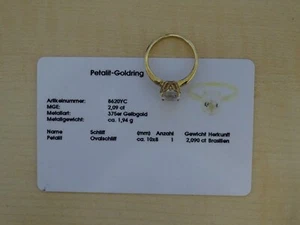 Petalit-Goldring
Artikelnummer: 8620YC
MGE: 2,09 ct
Metallart: 375er Gelbgold
Metallgewicht: ca. 1,94 g
Name Schliff (mm) Anzahl Gewicht Herkunft
Petalit Ovalschliff ca. 10x8 1 2,090 ct Brasilien